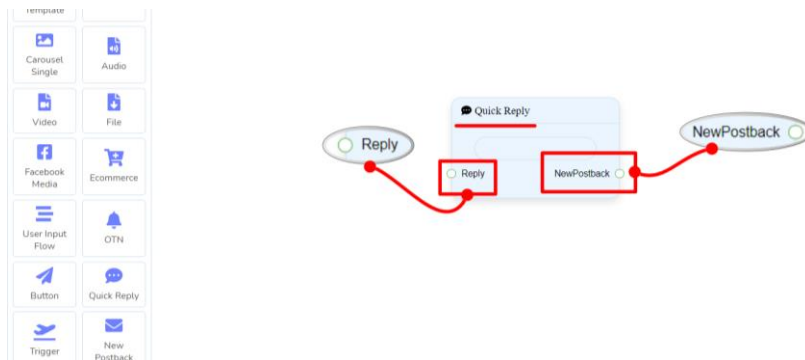 Template
Carousel
Single
Audio
Video
File
Facebook
Media
Ecommerce
User Input
Flow
OTN
Button
Quick Reply
Trigger
New
Postback
Quick Reply
Reply
Reply
NewPostback
NewPostback